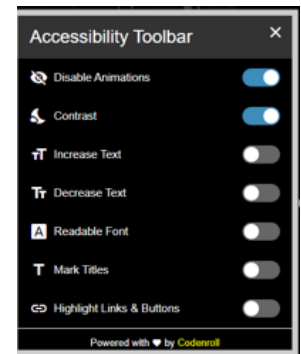 Accessibility Toolbar
Disable Animations
Contrast
Increase Text
Decrease Text
Readable Font
Mark Titles
Highlight Links & Buttons
Powered with ♥ by Codenroll